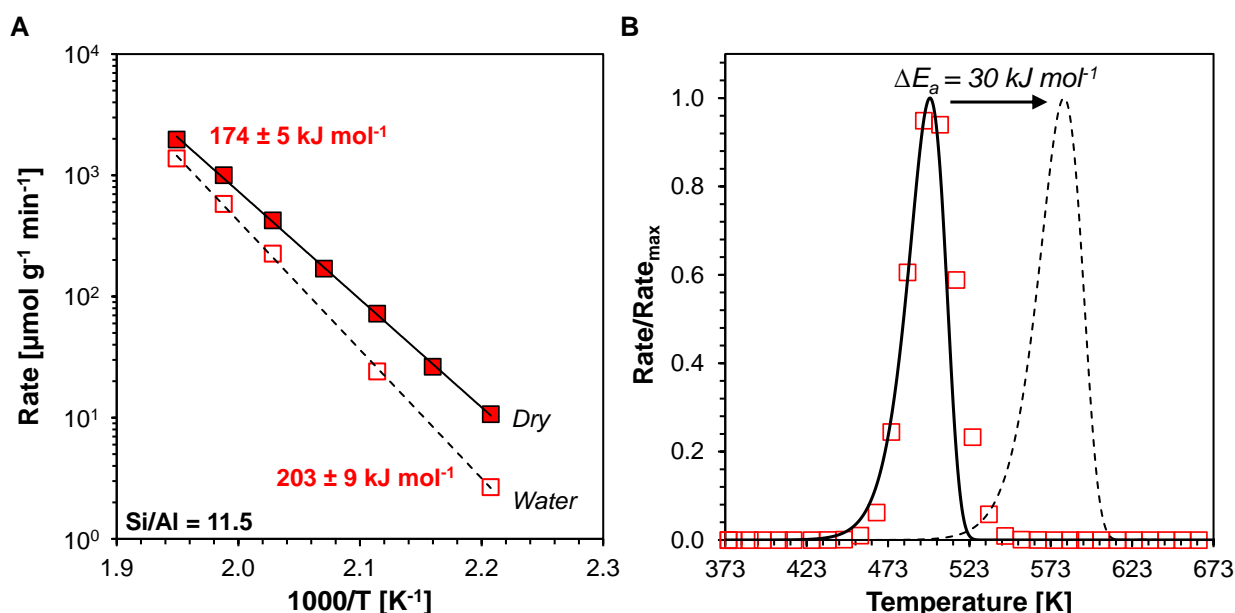 A
Rate [µmol g⁻¹ min⁻¹]
10⁴
10³
10²
10¹
10⁰
174 ± 5 kJ mol⁻¹
Dry
203 ± 9 kJ mol⁻¹
Water
Si/Al = 11.5
1.9 2.0 2.1 2.2 2.3
1000/T [K⁻¹]
B
ΔEₐ = 30 kJ mol⁻¹
Rate/Rateₘₐₓ
1.0
0.8
0.6
0.4
0.2
0.0
373 423 473 523 573 623 673
Temperature [K]